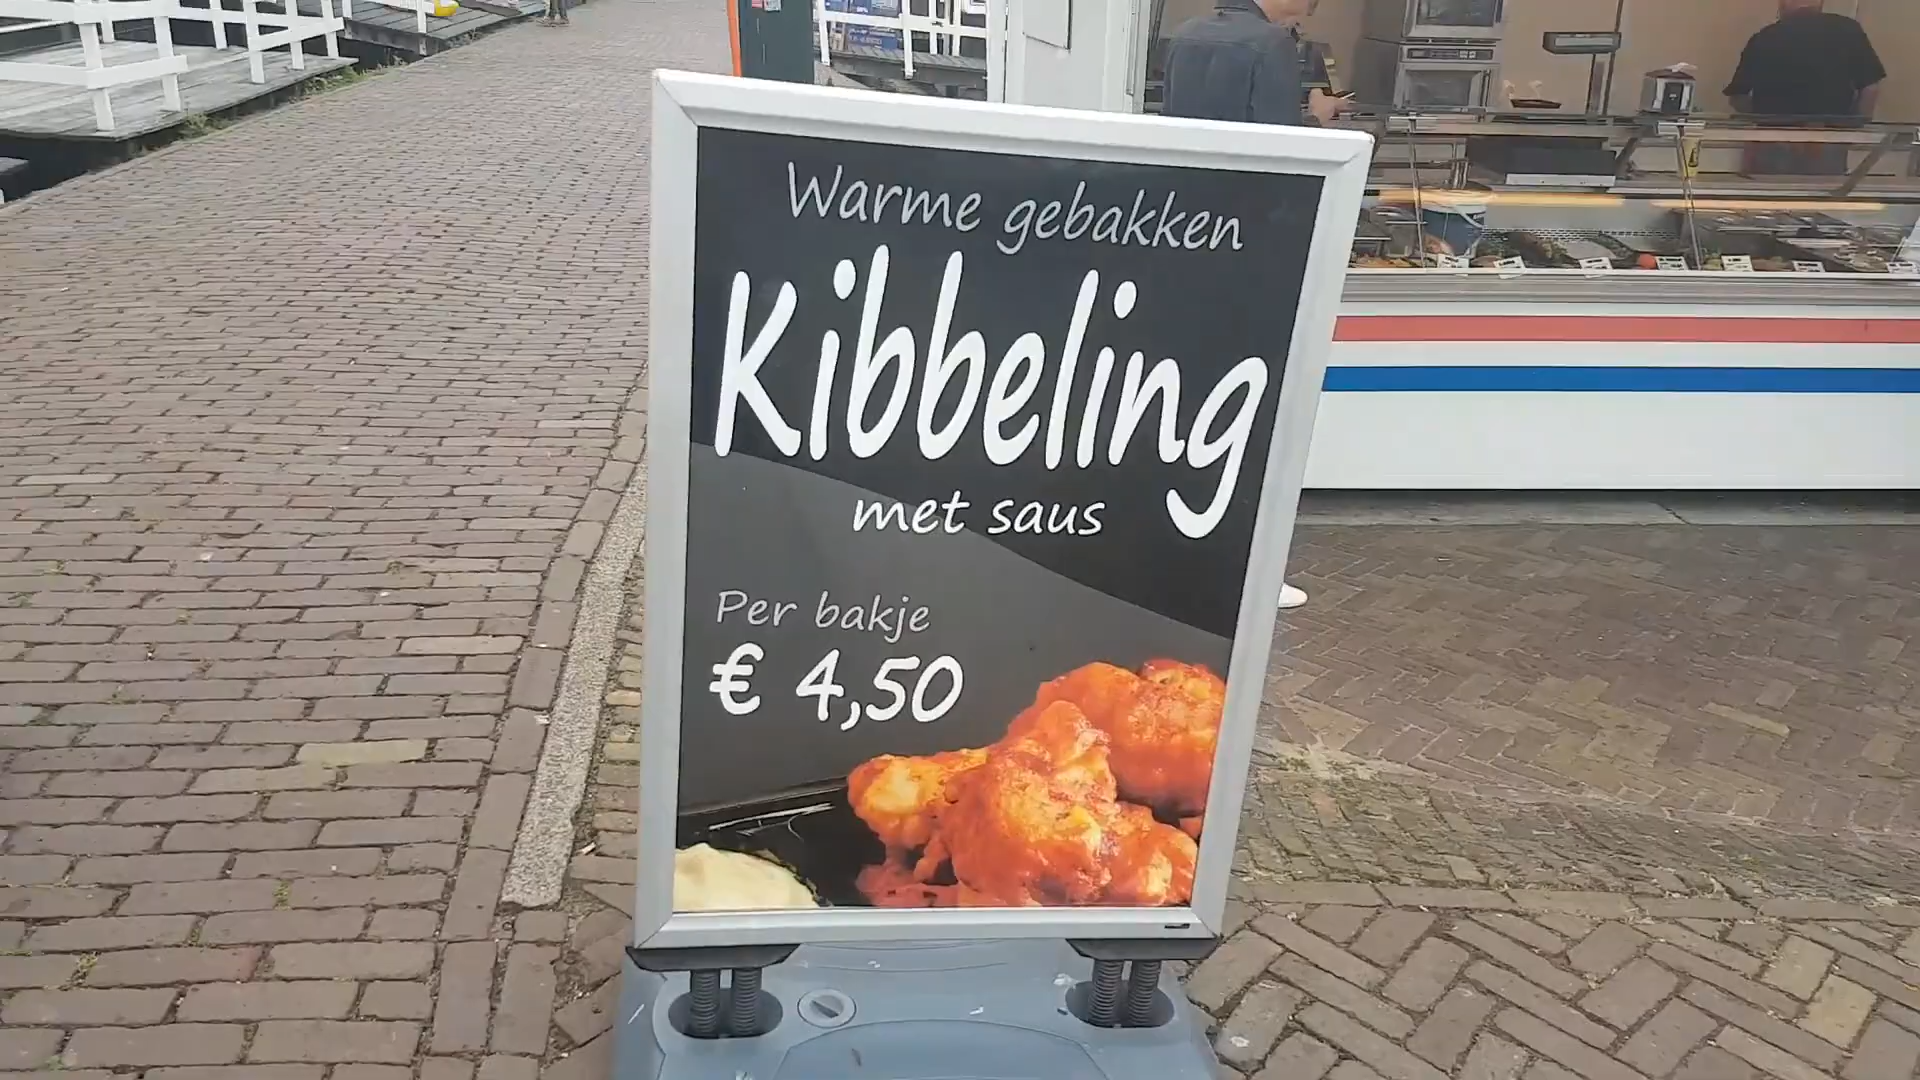 Warme gebakken
Kibbeling
met saus
Per bakje
€ 4,50